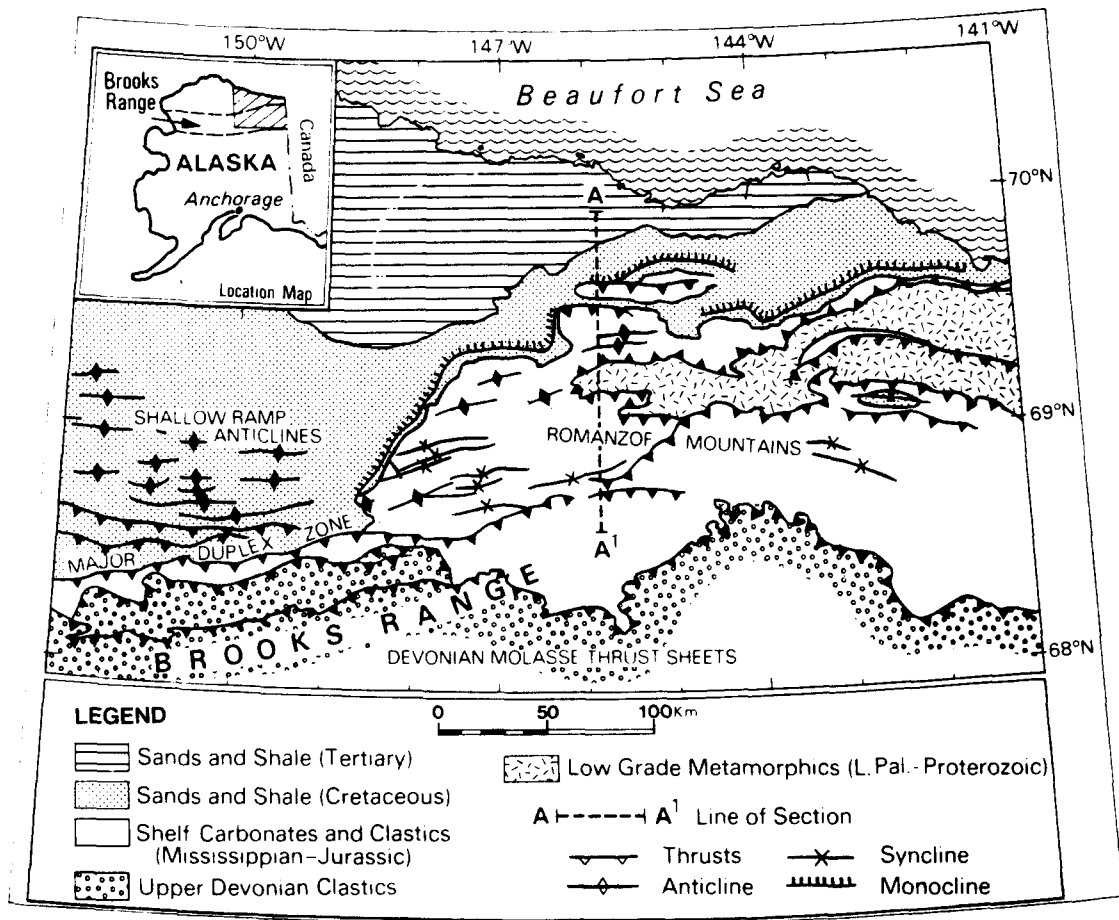 150°W 147°W 144°W 141°W
Brooks
Range
Canada
ALASKA
Anchorage
Location Map
Beaufort Sea
70°N
A
SHALLOW RAMP
ANTICLINES
69°N
ROMANZOF MOUNTAINS
MAJOR DUPLEX ZONE
A¹
BROOKS RANGE
DEVONIAN MOLASSE THRUST SHEETS
68°N
LEGEND
0 50 100Km
Sands and Shale (Tertiary)
Sands and Shale (Cretaceous)
Shelf Carbonates and Clastics
(Mississippian-Jurassic)
Upper Devonian Clastics
Low Grade Metamorphics (L. Pal.- Proterozoic)
A A¹ Line of Section
Thrusts Syncline
Anticline Monocline